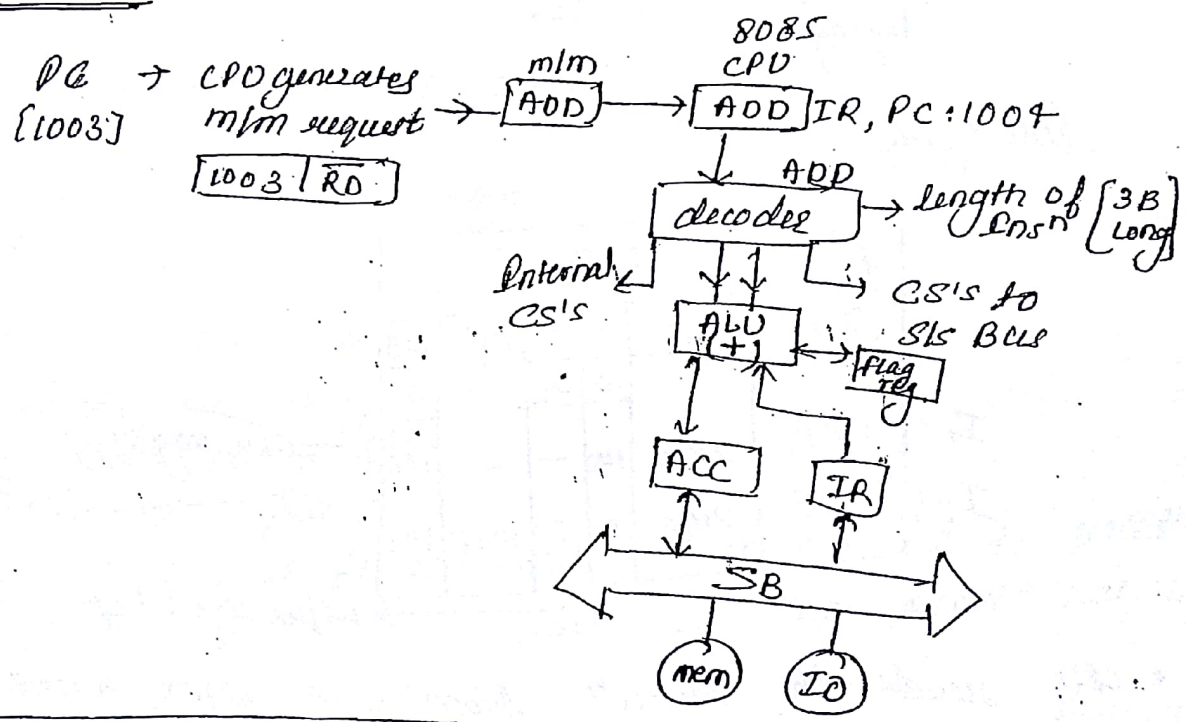 8085
CPU
PC → CPU generates
[1003] m/m request
1003 | RD
m/m
ADD
ADD IR, PC:1004
ADD
decoder
length of
Insn [3B Long]
Internal
CS's
CS's to
S/s Bus
ALU
(+)
flag
reg
ACC
IR
SB
mem
IO